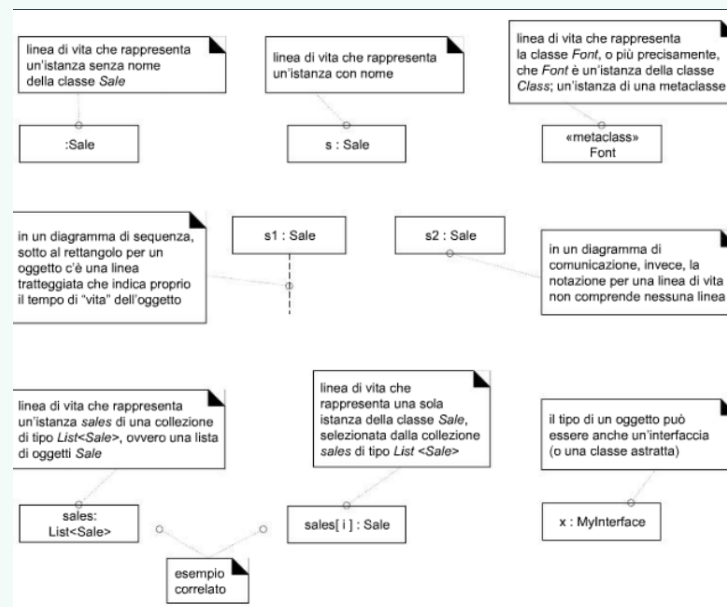 linea di vita che rappresenta
un'istanza senza nome
della classe Sale
linea di vita che rappresenta
un'istanza con nome
linea di vita che rappresenta
la classe Font, o più precisamente,
che Font è un'istanza della classe
Class; un'istanza di una metaclasse
:Sale
s : Sale
«metaclass»
Font
in un diagramma di sequenza,
sotto al rettangolo per un
oggetto c'è una linea
tratteggiata che indica proprio
il tempo di "vita" dell'oggetto
s1 : Sale
s2 : Sale
in un diagramma di
comunicazione, invece, la
notazione per una linea di vita
non comprende nessuna linea
linea di vita che rappresenta
un'istanza sales di una collezione
di tipo List<Sale>, ovvero una lista
di oggetti Sale
linea di vita che
rappresenta una sola
istanza della classe Sale,
selezionata dalla collezione
sales di tipo List <Sale>
il tipo di un oggetto può
essere anche un'interfaccia
(o una classe astratta)
sales:
List<Sale>
sales[ i ] : Sale
x : MyInterface
esempio
correlato